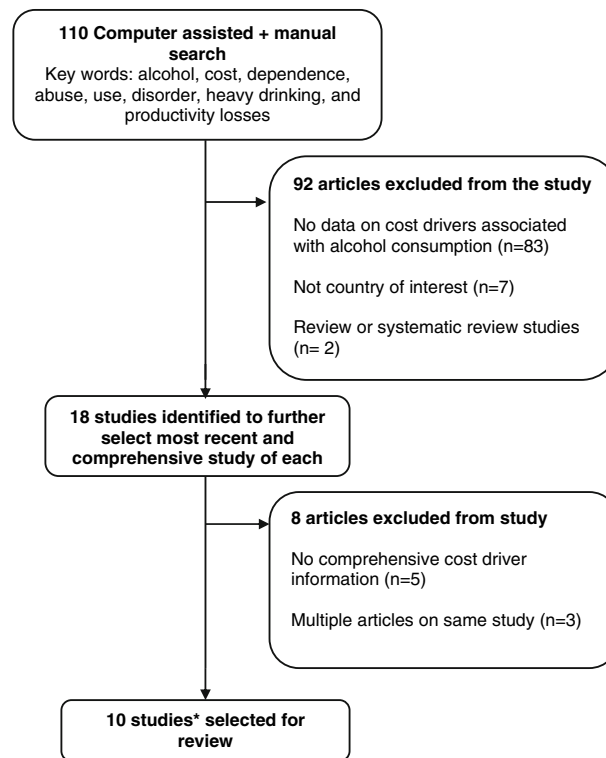 110 Computer assisted + manual
search
Key words: alcohol, cost, dependence,
abuse, use, disorder, heavy drinking, and
productivity losses
92 articles excluded from the study
No data on cost drivers associated
with alcohol consumption (n=83)
Not country of interest (n=7)
Review or systematic review studies
(n= 2)
18 studies identified to further
select most recent and
comprehensive study of each
8 articles excluded from study
No comprehensive cost driver
information (n=5)
Multiple articles on same study (n=3)
10 studies* selected for
review